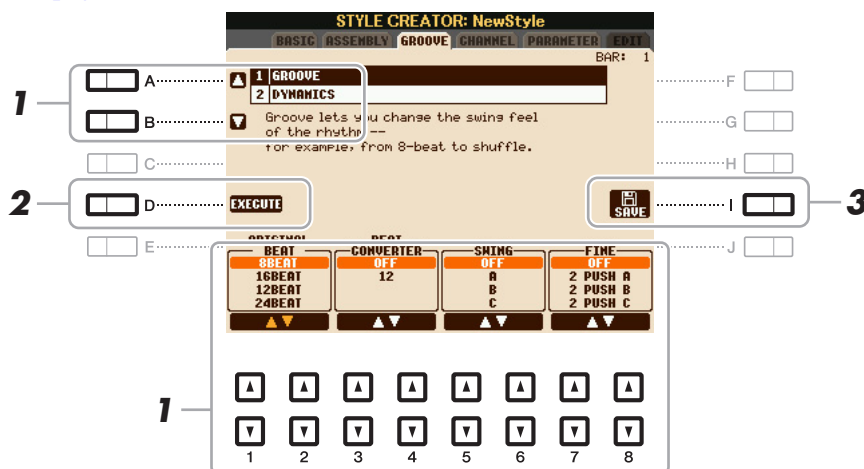 STYLE CREATOR: NewStyle
BASIC ASSEMBLY GROOVE CHANNEL PARAMETER EDIT
BAR: 1
1 GROOVE
2 DYNAMICS
Groove lets you change the swing feel
of the rhythm --
for example, from 8-beat to shuffle.
A
B
C
D
E
F
G
H
I
J
1
2
3
EXECUTE
SAVE
ORIGINAL BEAT
BEAT CONVERTER SWING FINE
8BEAT OFF OFF OFF
16BEAT 12 A 2 PUSH A
12BEAT B 2 PUSH B
24BEAT C 2 PUSH C
1
1 2 3 4 5 6 7 8